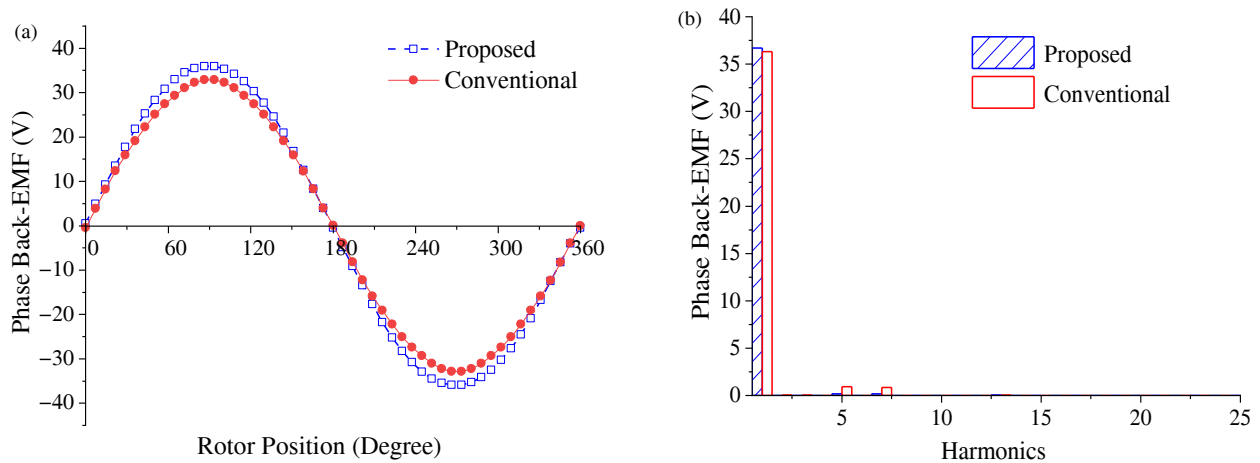 (a)
Proposed
Conventional
Phase Back-EMF (V)
40
30
20
10
0
−10
−20
−30
−40
0 60 120 180 240 300 360
Rotor Position (Degree)
(b)
Proposed
Conventional
Phase Back-EMF (V)
40
35
30
25
20
15
10
5
0
5 10 15 20 25
Harmonics